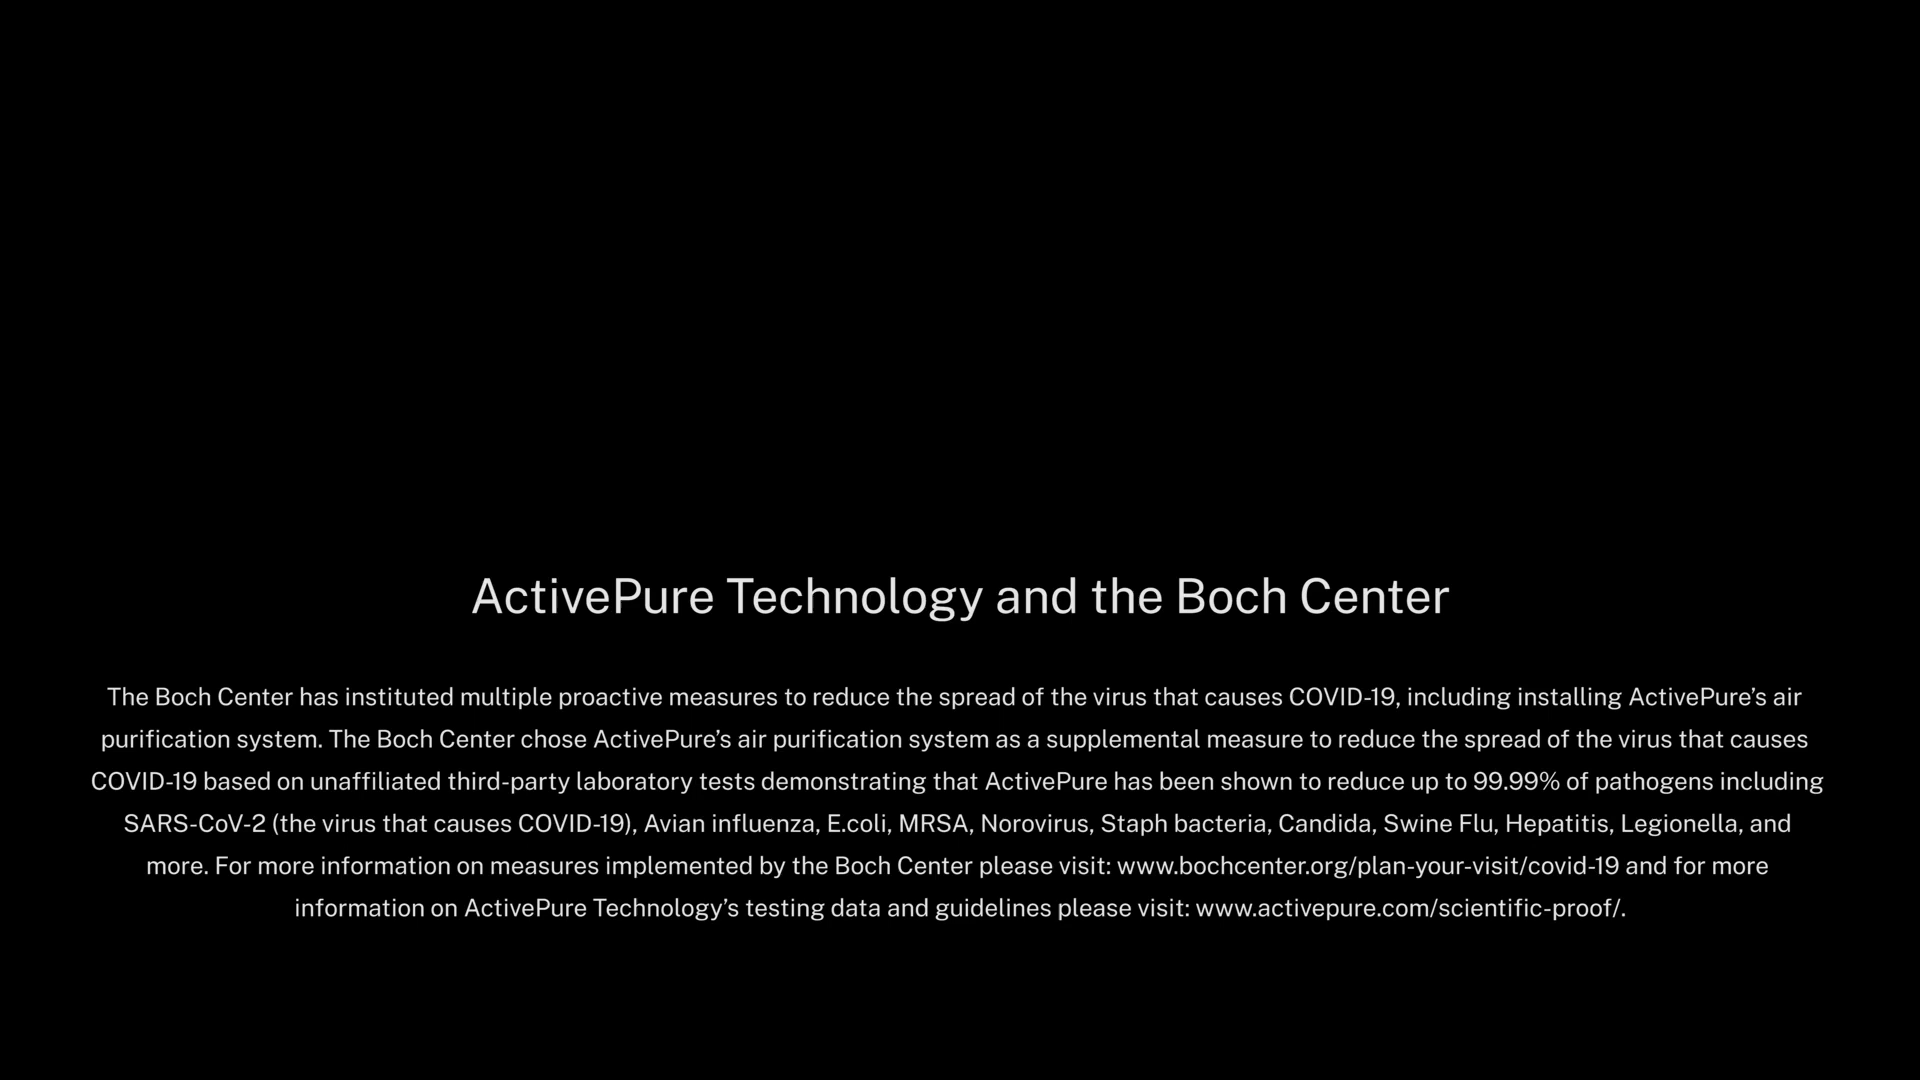 ActivePure Technology and the Boch Center
The Boch Center has instituted multiple proactive measures to reduce the spread of the virus that causes COVID-19, including installing ActivePure’s air
purification system. The Boch Center chose ActivePure’s air purification system as a supplemental measure to reduce the spread of the virus that causes
COVID-19 based on unaffiliated third-party laboratory tests demonstrating that ActivePure has been shown to reduce up to 99.99% of pathogens including
SARS-CoV-2 (the virus that causes COVID-19), Avian influenza, E.coli, MRSA, Norovirus, Staph bacteria, Candida, Swine Flu, Hepatitis, Legionella, and
more. For more information on measures implemented by the Boch Center please visit: www.bochcenter.org/plan-your-visit/covid-19 and for more
information on ActivePure Technology’s testing data and guidelines please visit: www.activepure.com/scientific-proof/.